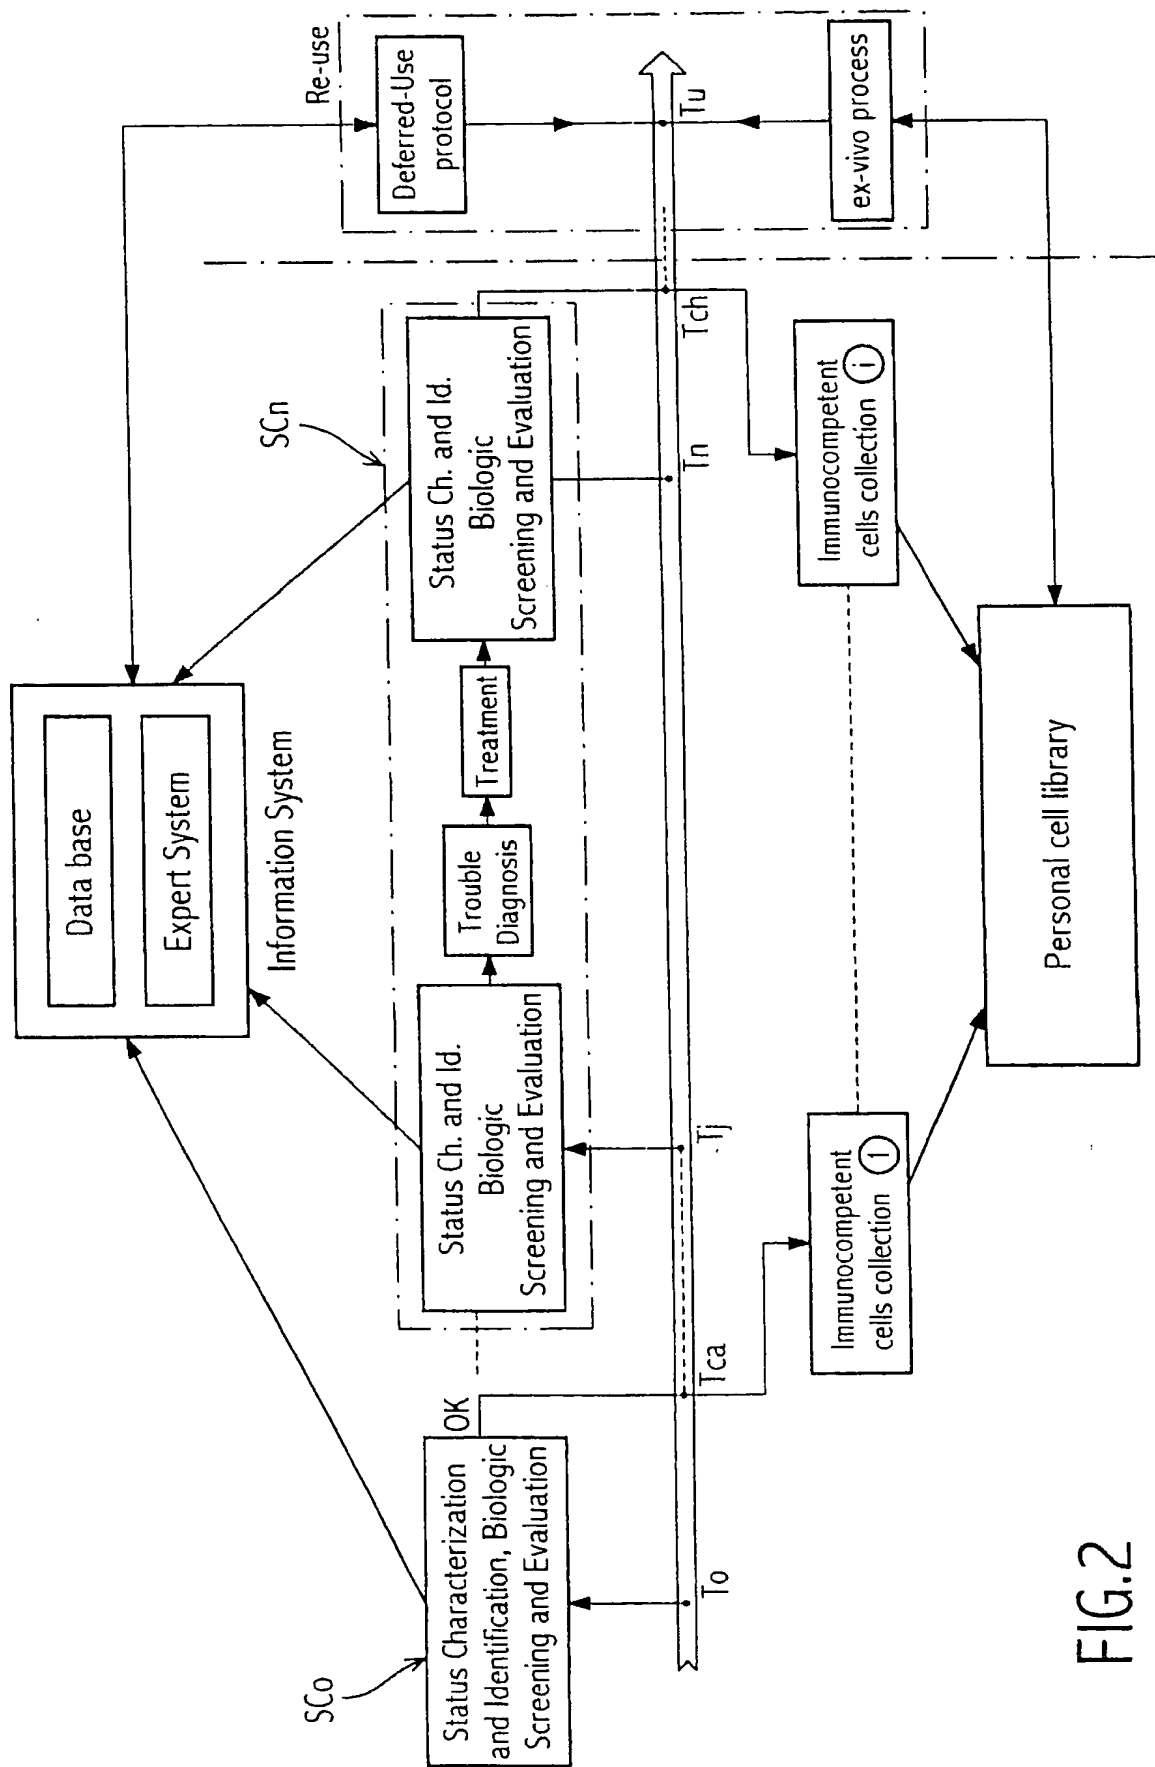 Data base
Expert System
Information System
Re-use
Deferred-Use
protocol
SCo
Status Characterization
and Identification, Biologic
Screening and Evaluation
OK
Status Ch. and Id.
Biologic
Screening and Evaluation
Trouble
Diagnosis
Treatment
SCn
Status Ch. and Id.
Biologic
Screening and Evaluation
To
Tca
Tj
Tn
Tch
Tu
Immunocompetent
cells collection 1
Immunocompetent
cells collection i
ex-vivo process
Personal cell library
FIG.2